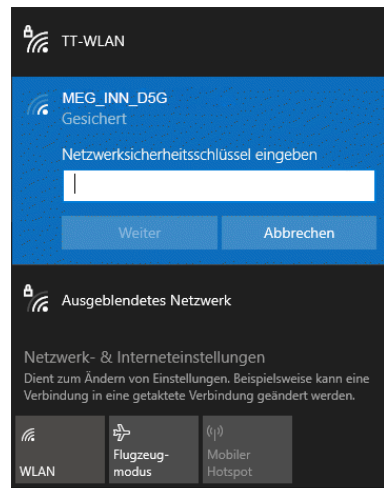 TT-WLAN
MEG_INN_D5G
Gesichert
Netzwerksicherheitsschlüssel eingeben
Weiter
Abbrechen
Ausgeblendetes Netzwerk
Netzwerk- & Interneteinstellungen
Dient zum Ändern von Einstellungen. Beispielsweise kann eine
Verbindung in eine getaktete Verbindung geändert werden.
WLAN
Flugzeug-
modus
Mobiler
Hotspot